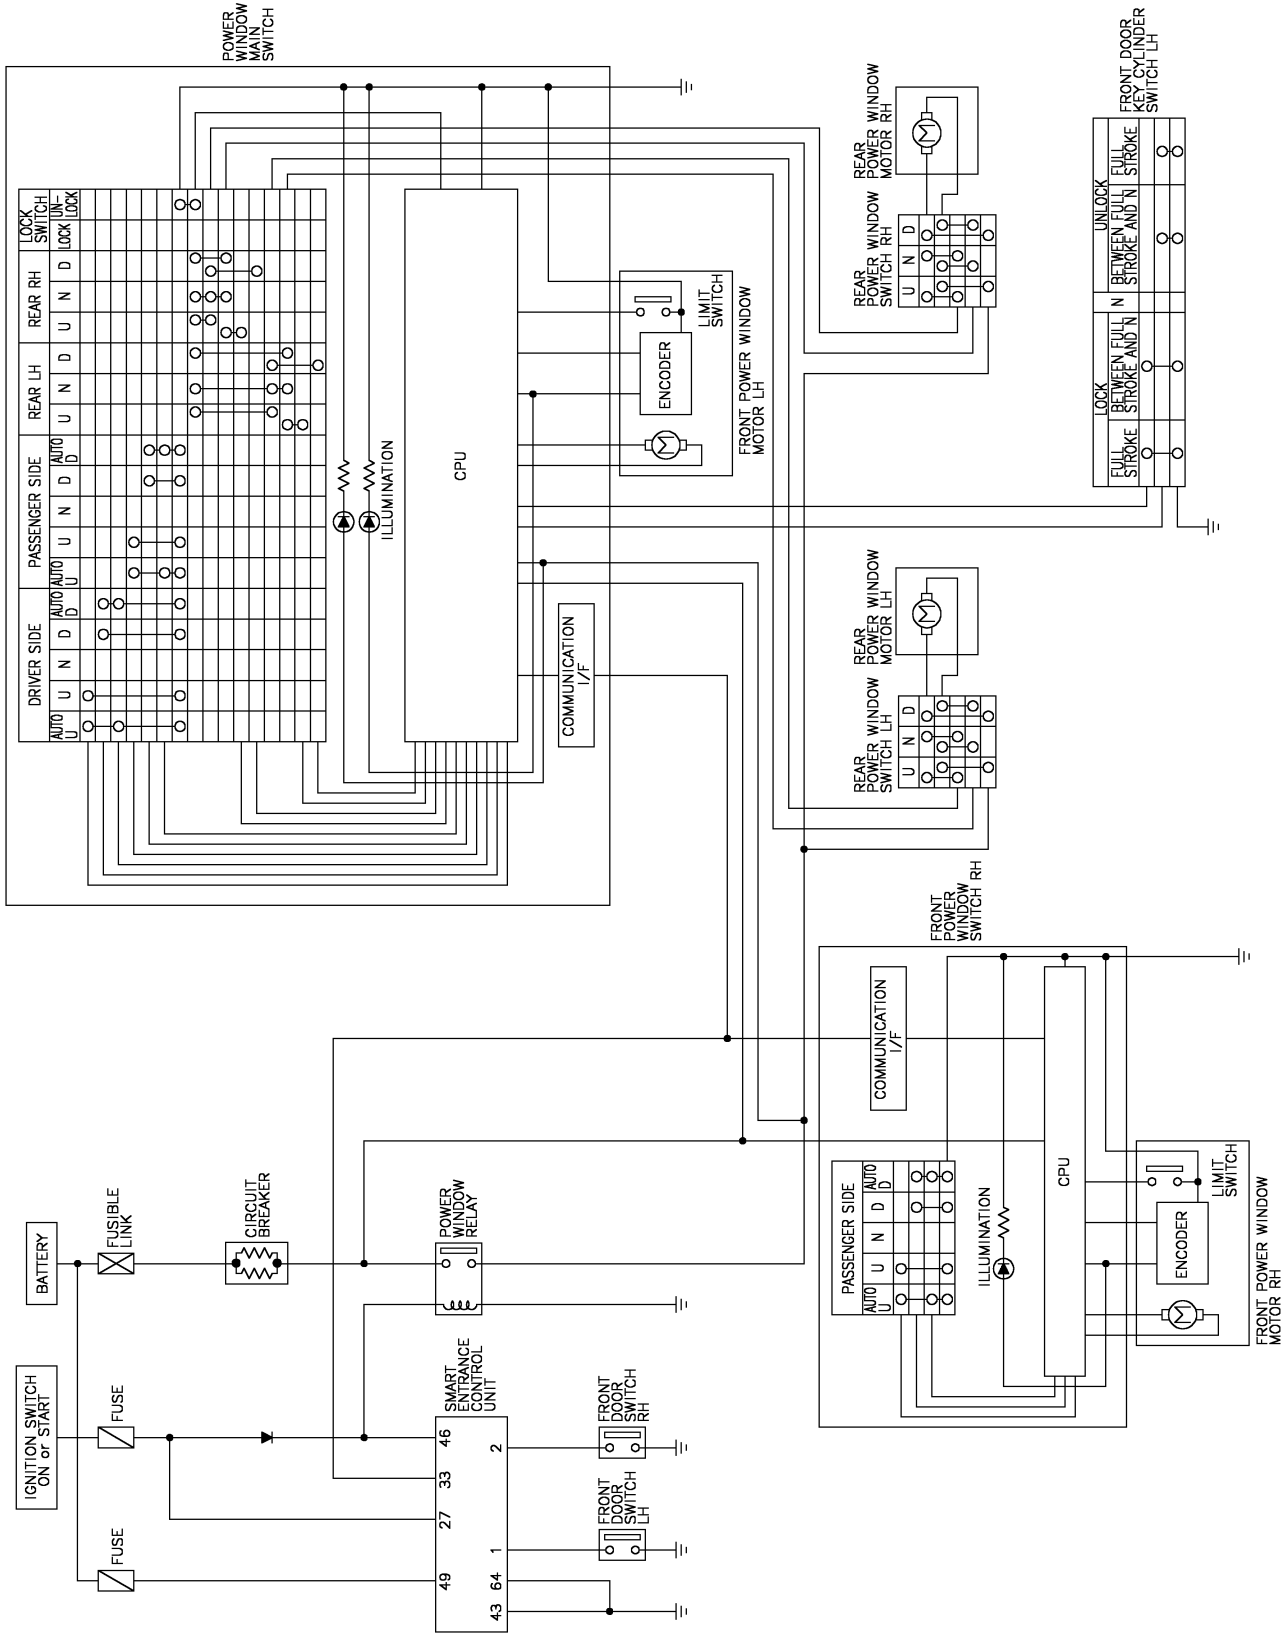 BATTERY
FUSIBLE
LINK
CIRCUIT
BREAKER
POWER
WINDOW
RELAY
IGNITION SWITCH
ON or START
FUSE
FUSE
SMART
ENTRANCE
CONTROL
UNIT
49
27
33
46
43
64
1
2
FRONT
DOOR
SWITCH
LH
FRONT
DOOR
SWITCH
RH
POWER
WINDOW
MAIN
SWITCH
DRIVER SIDE
PASSENGER SIDE
REAR LH
REAR RH
LOCK
SWITCH
AUTO
U
U
N
D
AUTO
D
AUTO
U
U
N
D
AUTO
D
U
N
D
U
N
D
LOCK
UN-
LOCK
ILLUMINATION
CPU
COMMUNICATION
I/F
LIMIT
SWITCH
ENCODER
M
FRONT POWER WINDOW
MOTOR LH
REAR
POWER WINDOW
MOTOR RH
M
REAR
POWER WINDOW
SWITCH RH
U
N
D
REAR
POWER WINDOW
MOTOR LH
M
REAR
POWER WINDOW
SWITCH LH
U
N
D
FRONT DOOR
KEY CYLINDER
SWITCH LH
LOCK
N
UNLOCK
FULL
STROKE
BETWEEN FULL
STROKE AND N
BETWEEN FULL
STROKE AND N
FULL
STROKE
FRONT
POWER
WINDOW
SWITCH RH
COMMUNICATION
I/F
PASSENGER SIDE
AUTO
U
U
N
D
AUTO
D
ILLUMINATION
CPU
LIMIT
SWITCH
ENCODER
M
FRONT POWER WINDOW
MOTOR RH